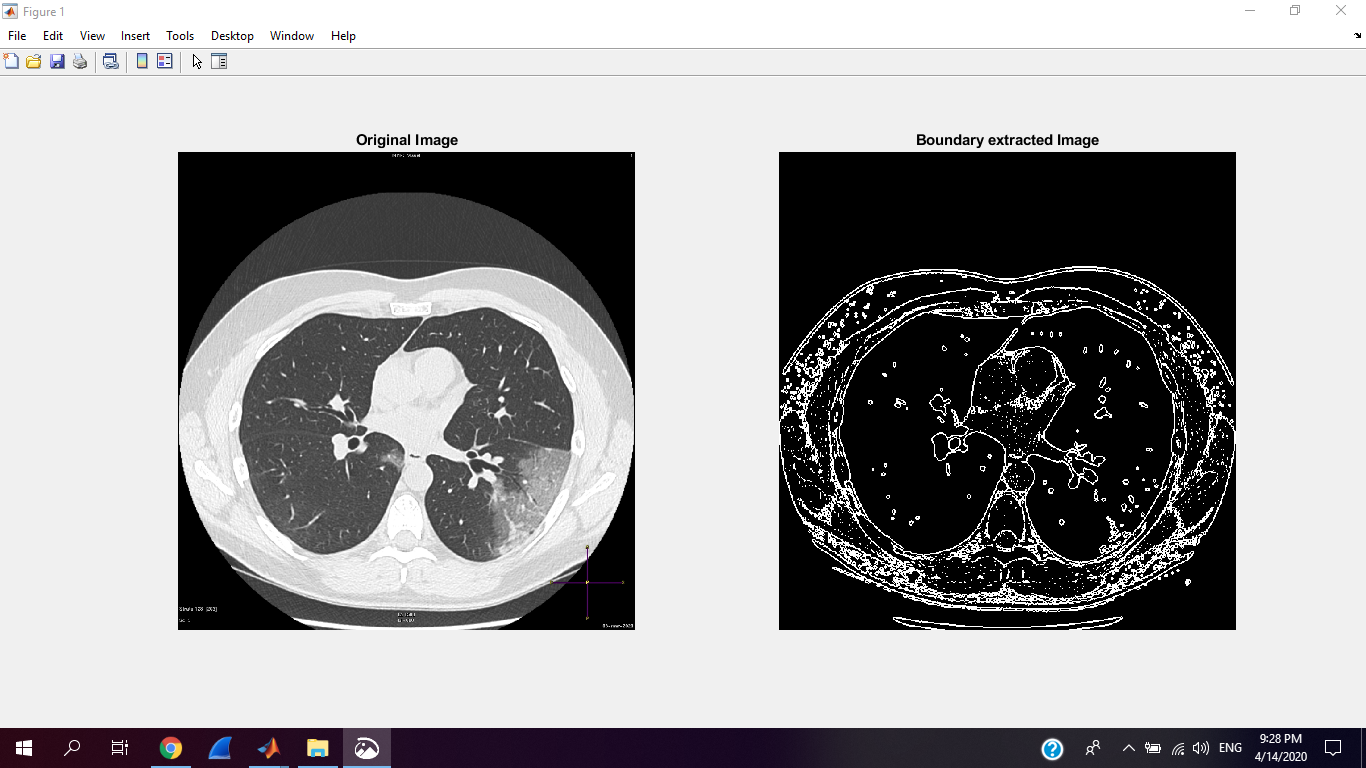 Figure 1
File Edit View Insert Tools Desktop Window Help
Original Image
Boundary extracted Image
ENG
9:28 PM
4/14/2020